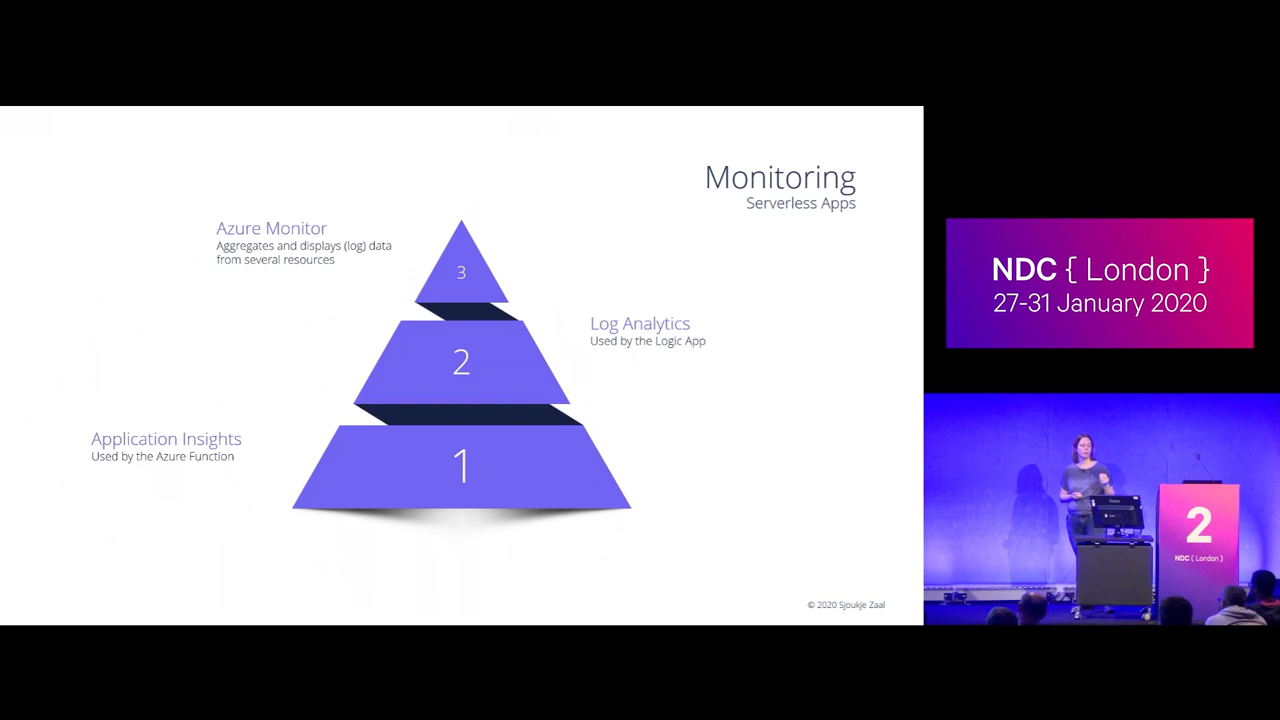 Monitoring
Serverless Apps
Azure Monitor
Aggregates and displays (log) data
from several resources
3
Log Analytics
Used by the Logic App
2
Application Insights
Used by the Azure Function
1
© 2020 Sjoukje Zaal
NDC { London }
27-31 January 2020
2
NDC { London }